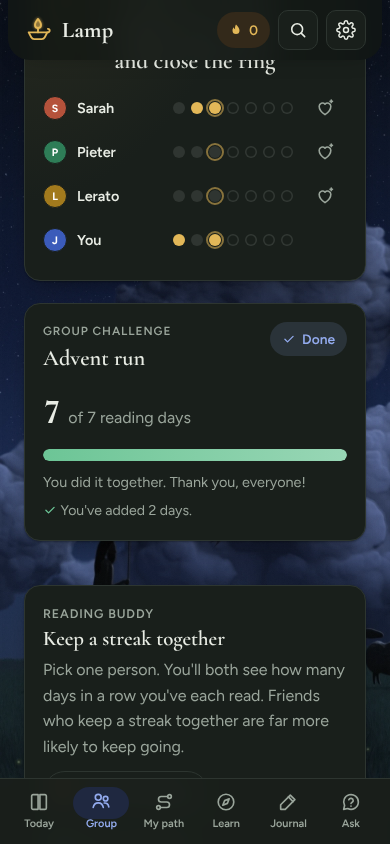 Lamp
0
and close the ring
S
Sarah
P
Pieter
L
Lerato
J
You
GROUP CHALLENGE
Done
Advent run
7 of 7 reading days
You did it together. Thank you, everyone!
You've added 2 days.
READING BUDDY
Keep a streak together
Pick one person. You'll both see how many
days in a row you've each read. Friends
who keep a streak together are far more
likely to keep going.
Today
Group
My path
Learn
Journal
Ask